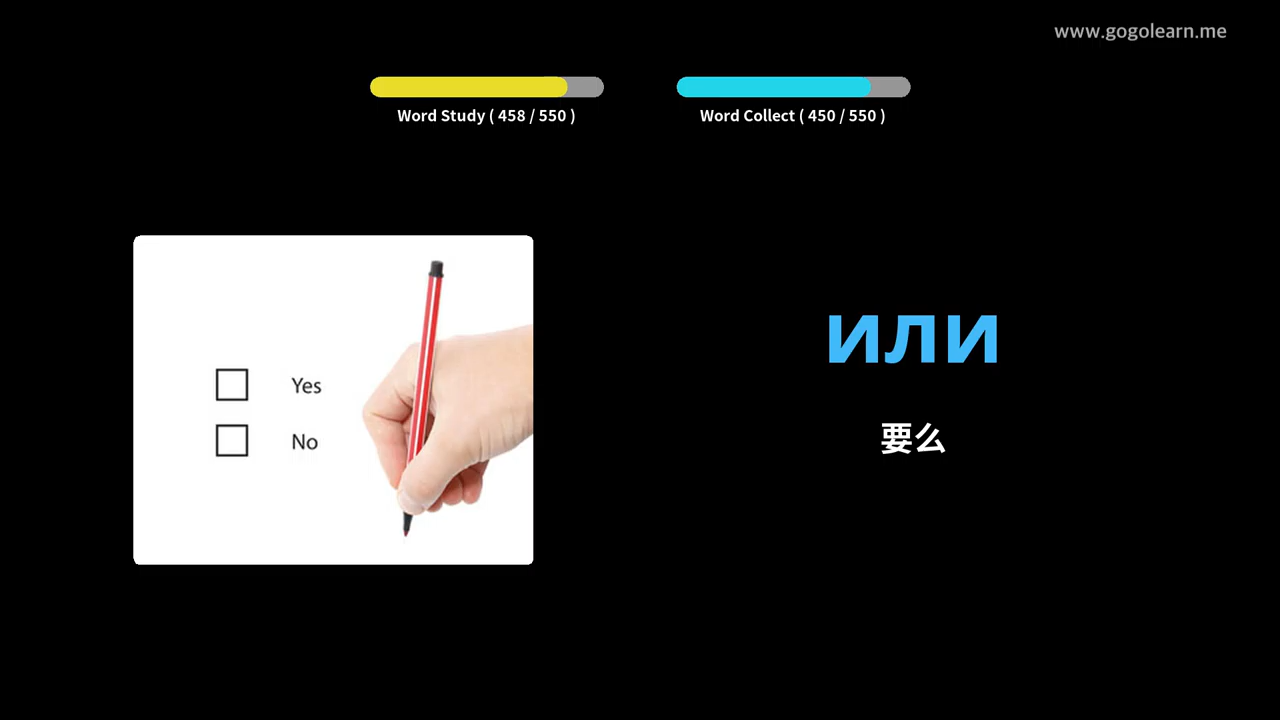 www.gogolearn.me
Word Study ( 458 / 550 )
Word Collect ( 450 / 550 )
Yes
No
или
要么